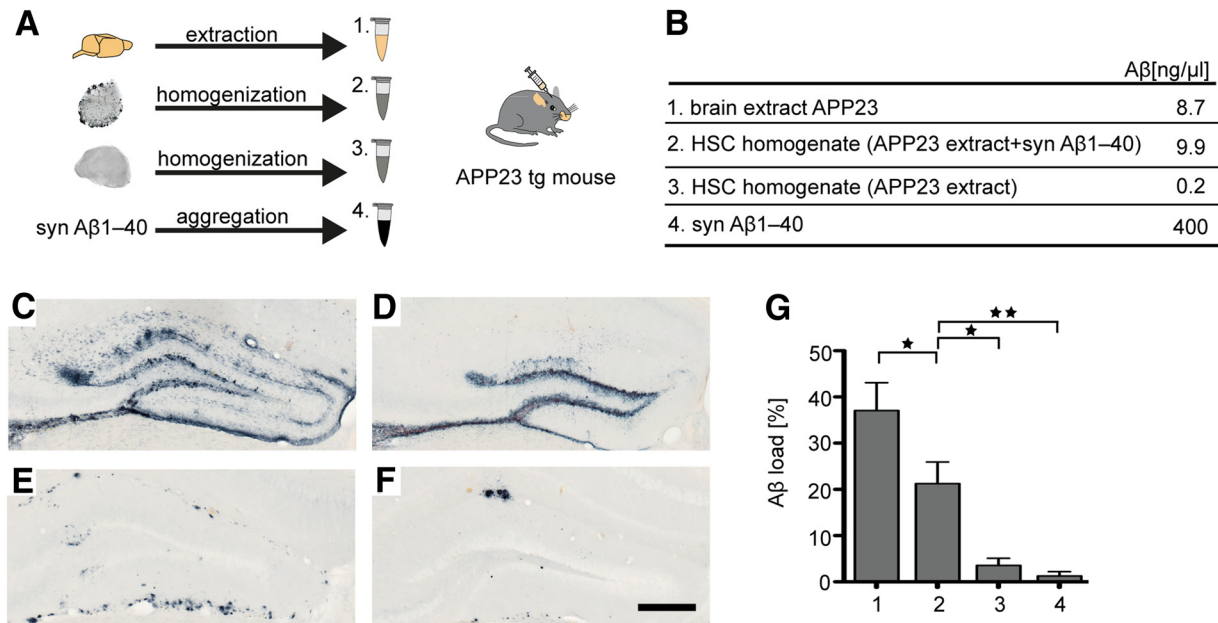 A
extraction
1.
homogenization
2.
homogenization
3.
syn Aβ1–40
aggregation
4.
APP23 tg mouse
B
Aβ[ng/µl]
1. brain extract APP23 8.7
2. HSC homogenate (APP23 extract+syn Aβ1–40) 9.9
3. HSC homogenate (APP23 extract) 0.2
4. syn Aβ1–40 400
C
D
E
F
G
Aβ load [%]
50
40
30
20
10
0
1 2 3 4